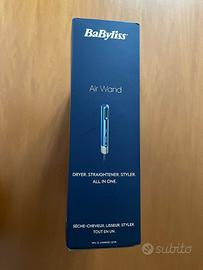 BaByliss
Air Wand
DRYER. STRAIGHTENER. STYLER.
ALL IN ONE.
SÈCHE-CHEVEUX. LISSEUR. STYLER.
TOUT EN UN.
subito